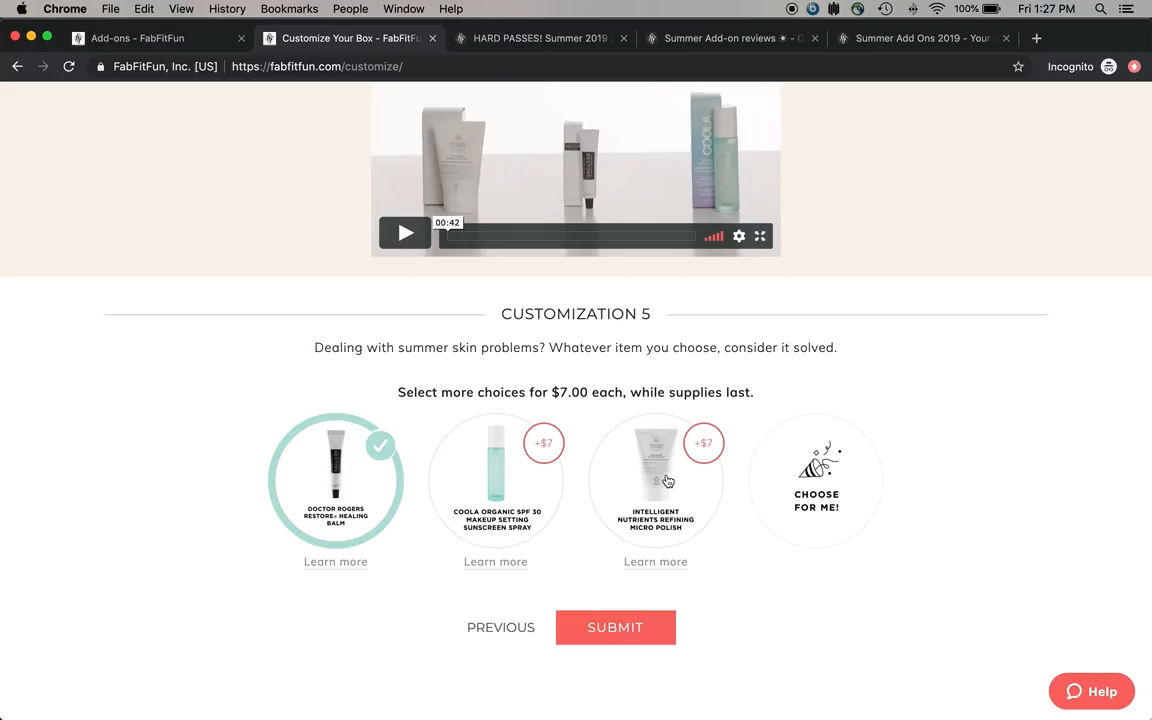 Chrome File Edit View History Bookmarks People Window Help 100% Fri 1:27 PM
Add-ons - FabFitFun
Customize Your Box - FabFitFu
HARD PASSES! Summer 2019
Summer Add-on reviews ☀ - 
Summer Add Ons 2019 - Your
FabFitFun, Inc. [US] https://fabfitfun.com/customize/ Incognito
COOLA
00:42
CUSTOMIZATION 5
Dealing with summer skin problems? Whatever item you choose, consider it solved.
Select more choices for $7.00 each, while supplies last.
+$7
+$7
DOCTOR ROGERS
RESTORE® HEALING
BALM
COOLA ORGANIC SPF 30
MAKEUP SETTING
SUNSCREEN SPRAY
INTELLIGENT
NUTRIENTS REFINING
MICRO POLISH
CHOOSE
FOR ME!
Learn more
Learn more
Learn more
PREVIOUS
SUBMIT
Help